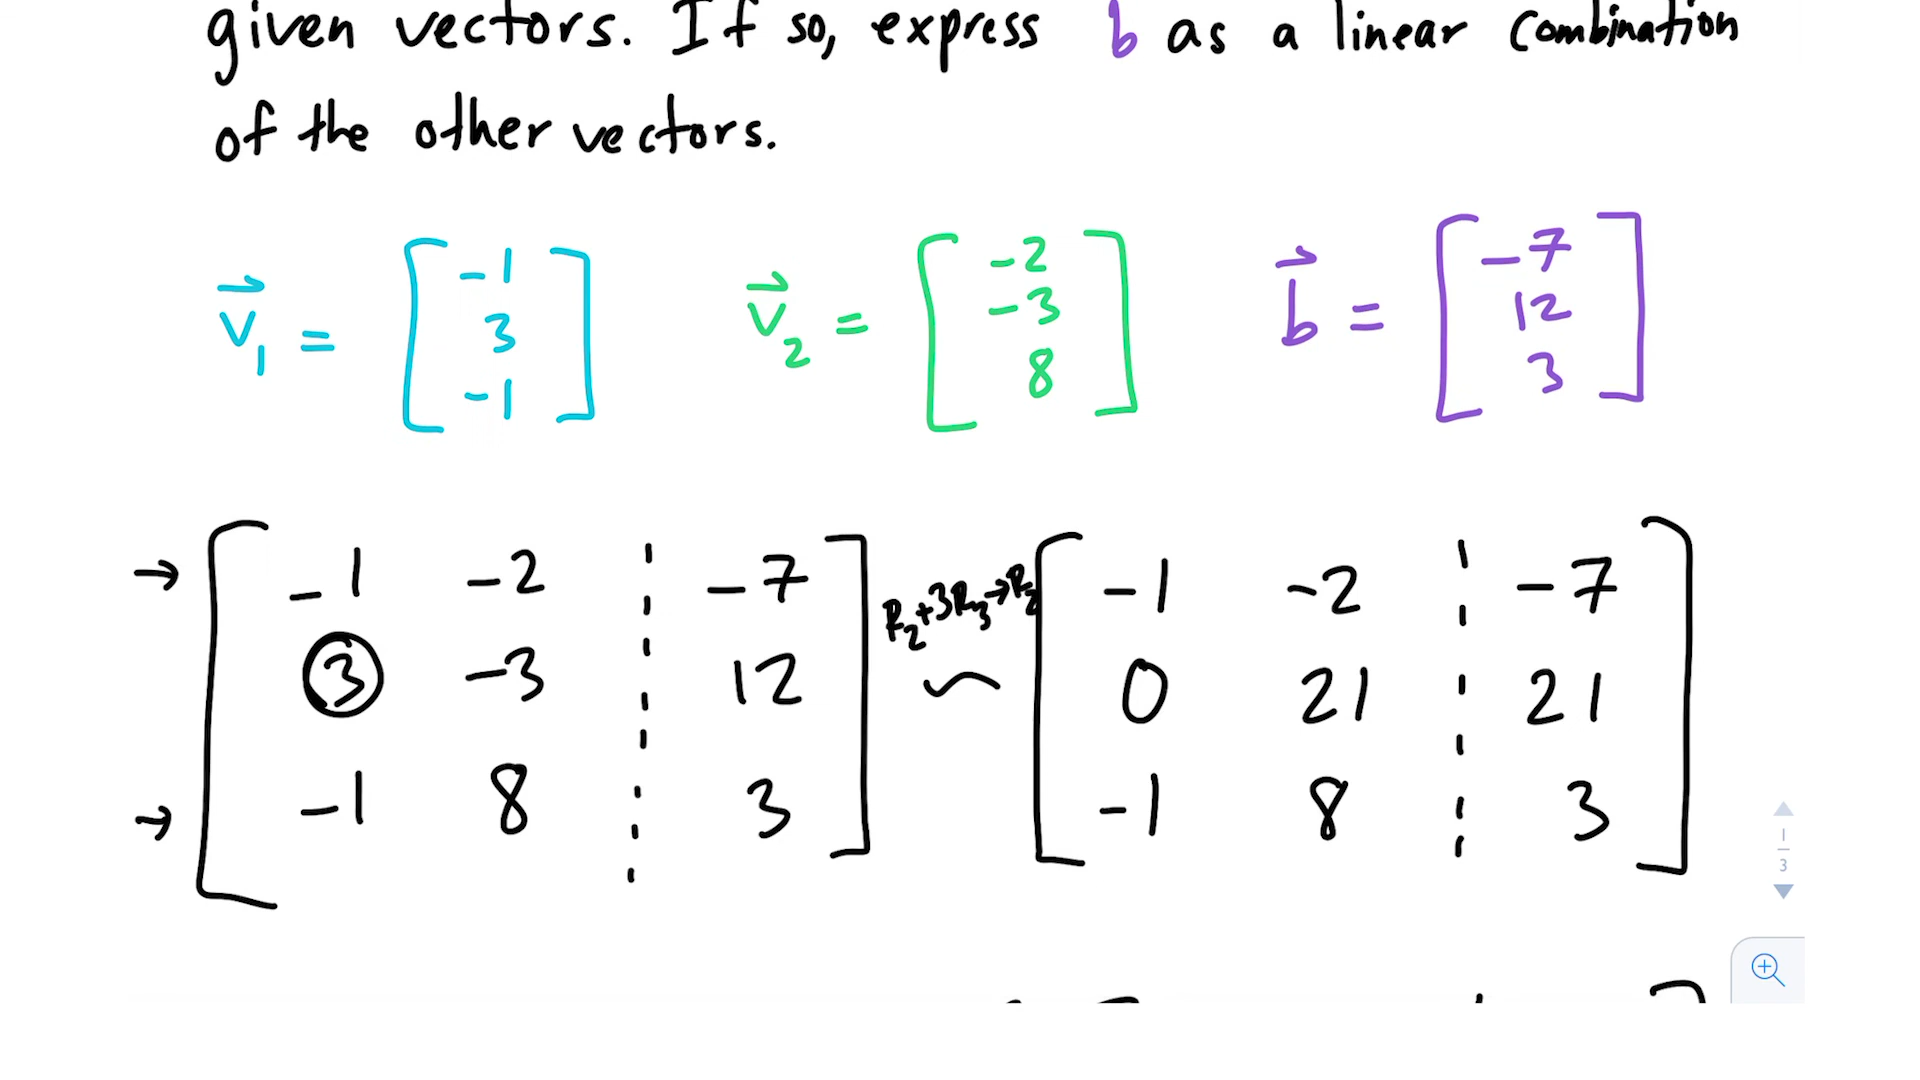 given vectors. If so, express b as a linear combination
of the other vectors.
v₁ = [ -1 3 -1 ] v₂ = [ -2 -3 8 ] b = [ -7 12 3 ]
→ -1 -2 ¦ -7 R₂+3R₃→R₂ -1 -2 ¦ -7
3 -3 ¦ 12 ~ 0 21 ¦ 21
→ -1 8 ¦ 3 -1 8 ¦ 3
1
3